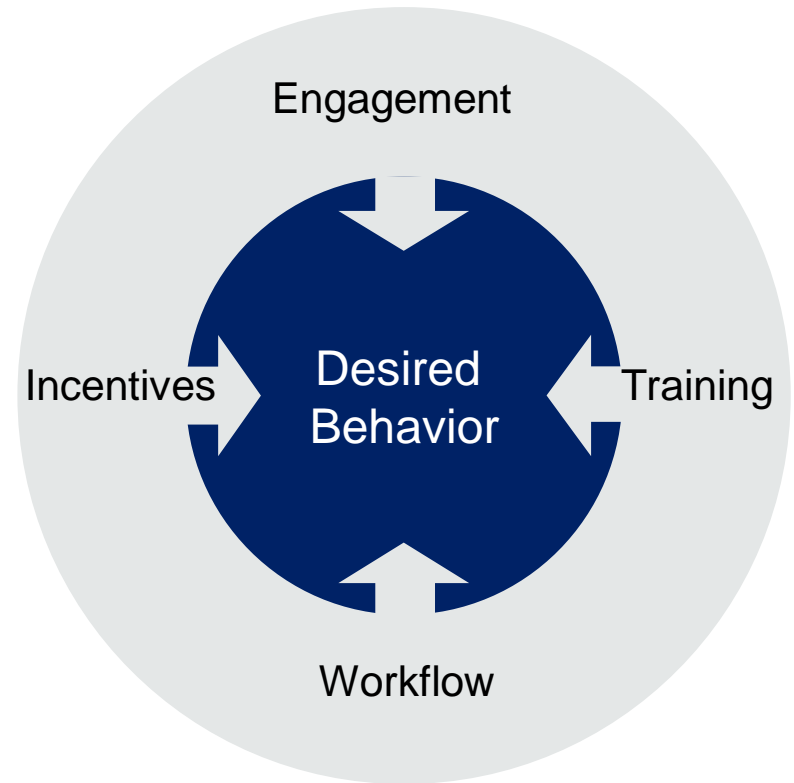 Engagement
Incentives
Desired
Behavior
Training
Workflow